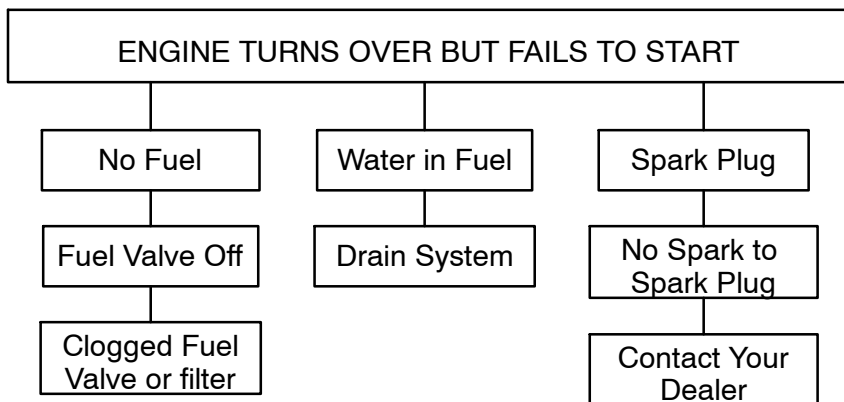 ENGINE TURNS OVER BUT FAILS TO START
No Fuel
Water in Fuel
Spark Plug
Fuel Valve Off
Drain System
No Spark to
Spark Plug
Clogged Fuel
Valve or filter
Contact Your
Dealer